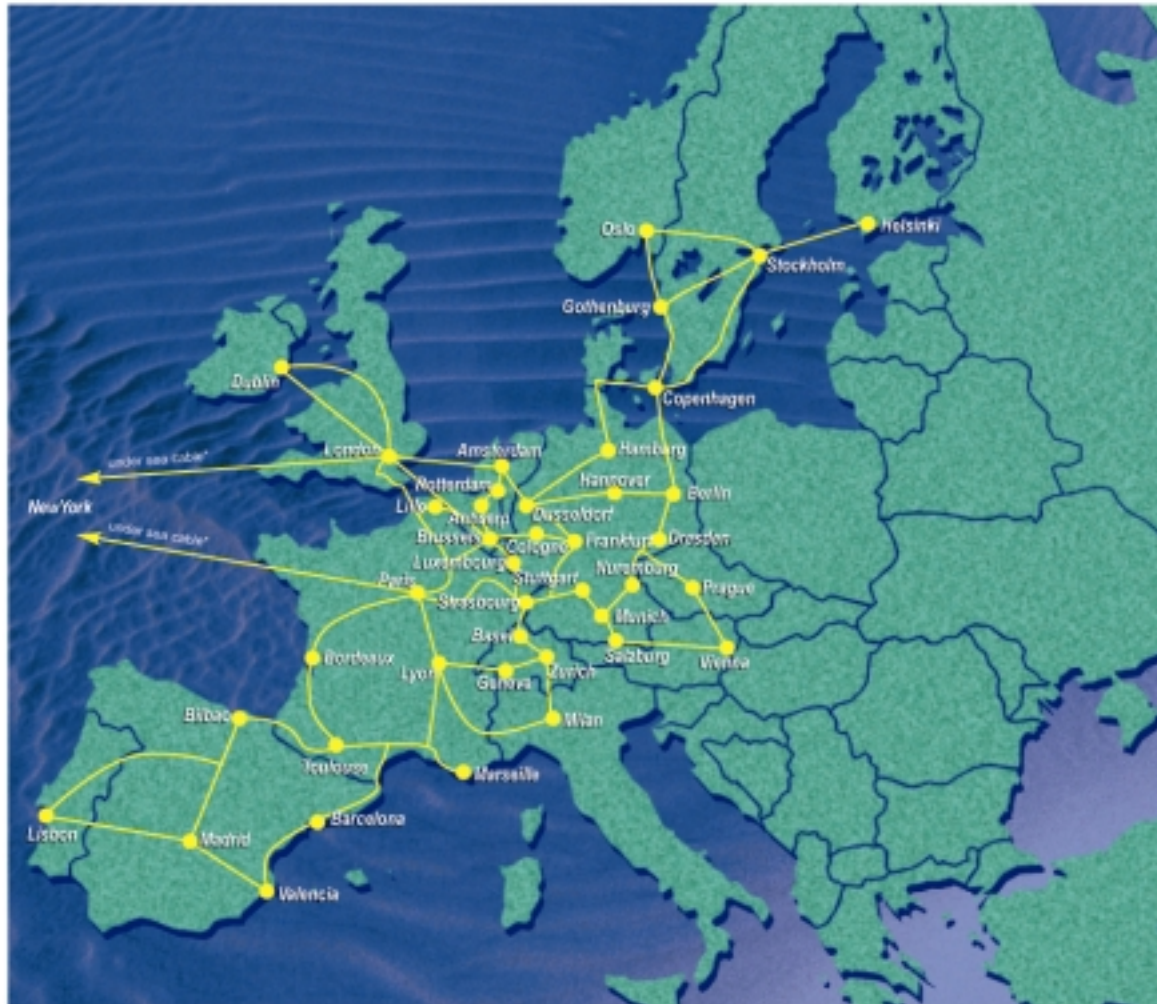 Oslo
Helsinki
Stockholm
Gothenburg
Dublin
Copenhagen
London
under sea cable*
Amsterdam
Hamburg
Rotterdam
Hannover
New York
Lille
Antwerp
Dusseldorf
Berlin
under sea cable*
Brussels
Cologne
Frankfurt
Dresden
Luxembourg
Stuttgart
Nuremburg
Paris
Strasbourg
Prague
Munich
Basel
Salzburg
Vienna
Bordeaux
Lyon
Geneva
Zurich
Bilbao
Milan
Toulouse
Marseille
Lisbon
Madrid
Barcelona
Valencia